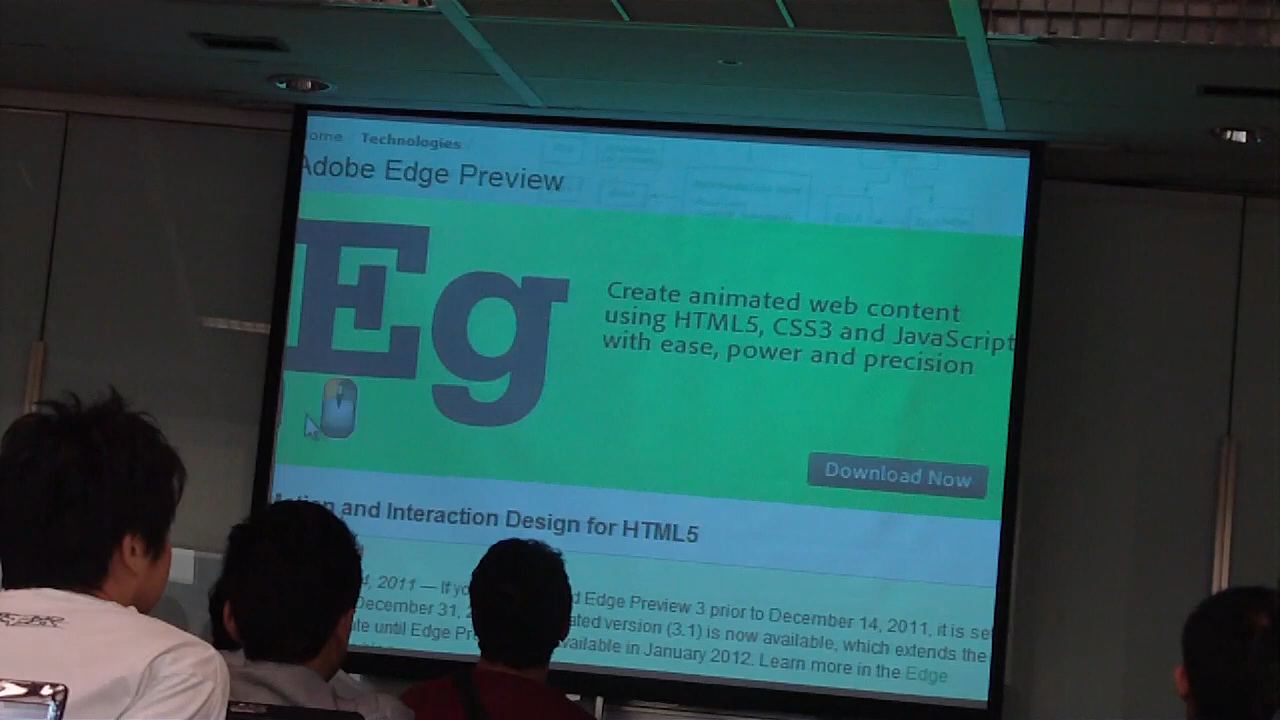 ome Technologies
Adobe Edge Preview
Eg
Create animated web content
using HTML5, CSS3 and JavaScript
with ease, power and precision
Download Now
and Interaction Design for HTML5
4, 2011 — If yo d Edge Preview 3 prior to December 14, 2011, it is se
December 31, 2 ated version (3.1) is now available, which extends the
te until Edge Pre vailable in January 2012. Learn more in the Edge